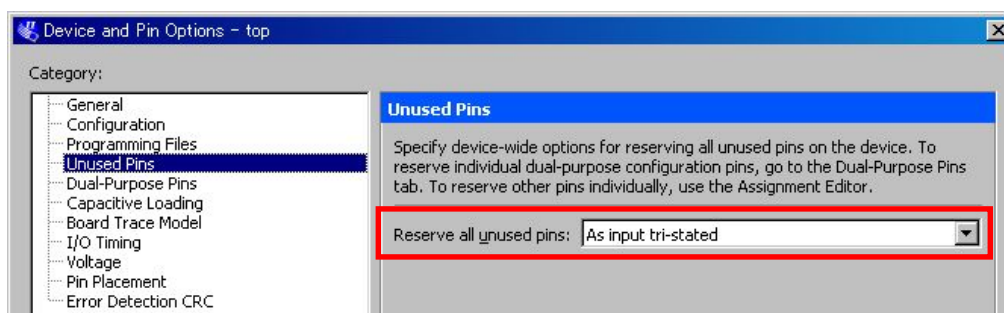 Device and Pin Options - top
Category:
General
Configuration
Programming Files
Unused Pins
Dual-Purpose Pins
Capacitive Loading
Board Trace Model
I/O Timing
Voltage
Pin Placement
Error Detection CRC
Unused Pins
Specify device-wide options for reserving all unused pins on the device. To
reserve individual dual-purpose configuration pins, go to the Dual-Purpose Pins
tab. To reserve other pins individually, use the Assignment Editor.
Reserve all unused pins: As input tri-stated